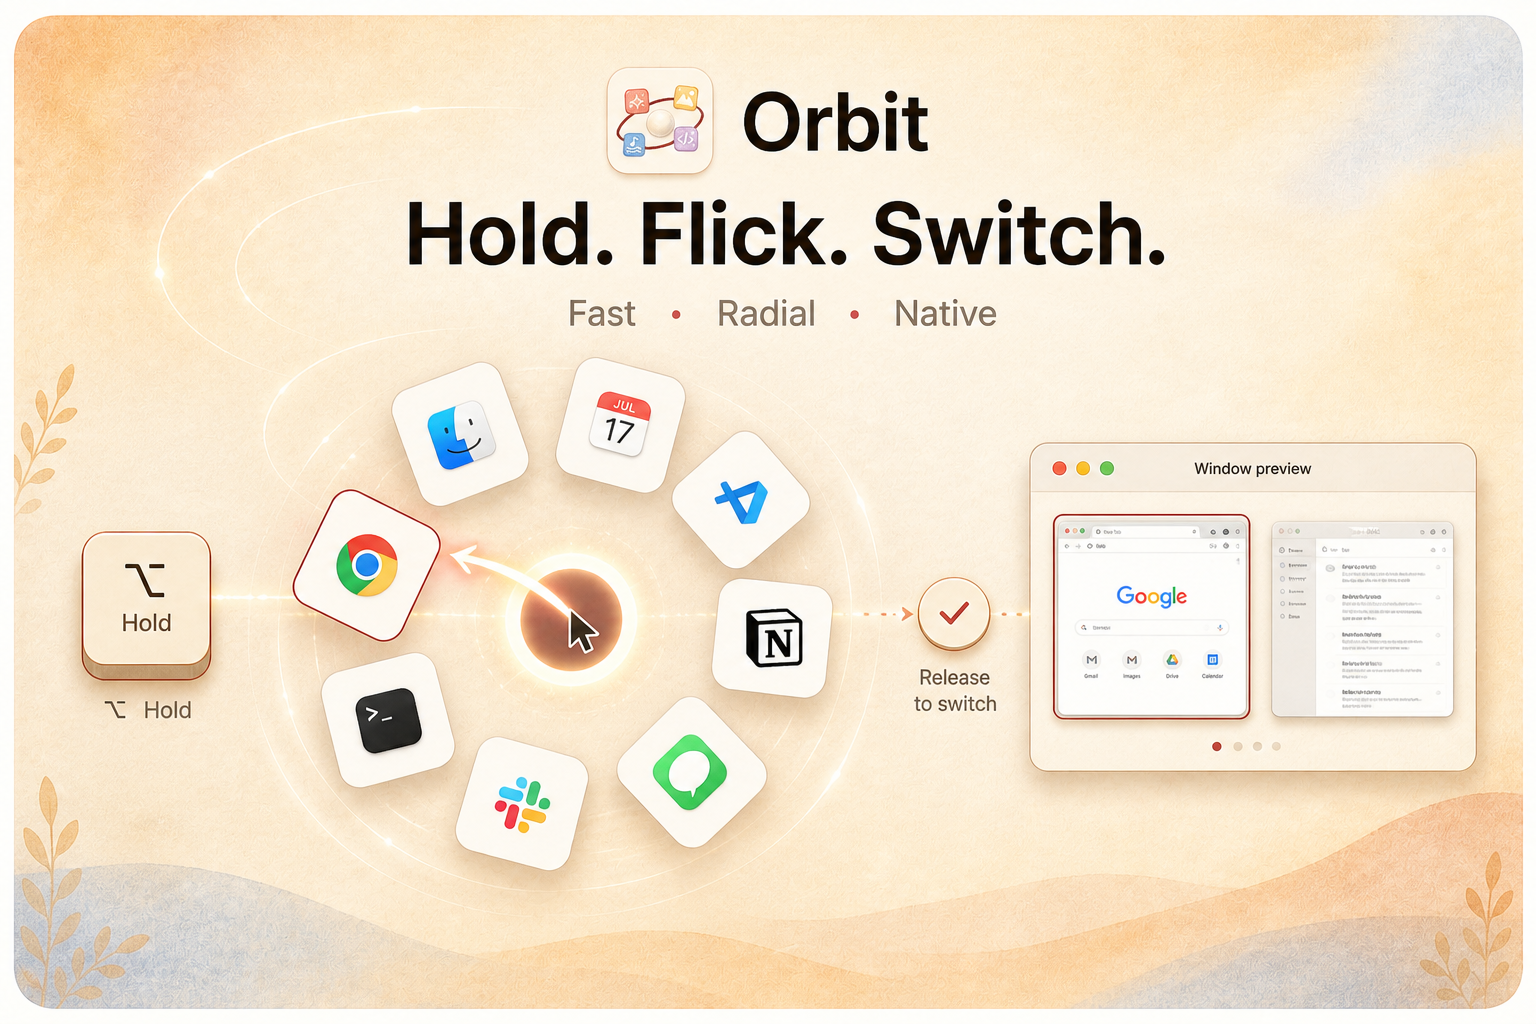 Orbit
Hold. Flick. Switch.
Fast • Radial • Native
JUL
17
Hold
⌥ Hold
N
>_
Release
to switch
Window preview
Google
Gmail Images Drive Calendar